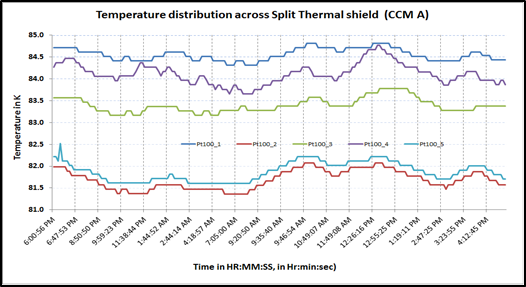 Temperature distribution across Split Thermal shield (CCM A)
Temperature in K
85.0
84.5
84.0
83.5
83.0
82.5
82.0
81.5
81.0
Pt100_1 Pt100_2 Pt100_3 Pt100_4 Pt100_5
6:00:56 PM
6:47:53 PM
8:50:50 PM
9:59:23 PM
11:38:44 PM
1:44:52 AM
2:44:14 AM
4:18:57 AM
7:05:00 AM
9:20:50 AM
9:35:40 AM
9:46:54 AM
10:07:09 AM
11:49:08 AM
12:26:16 PM
12:55:25 PM
1:19:11 PM
2:47:25 PM
3:23:55 PM
4:12:45 PM
Time in HR:MM:SS, in Hr:min:sec)